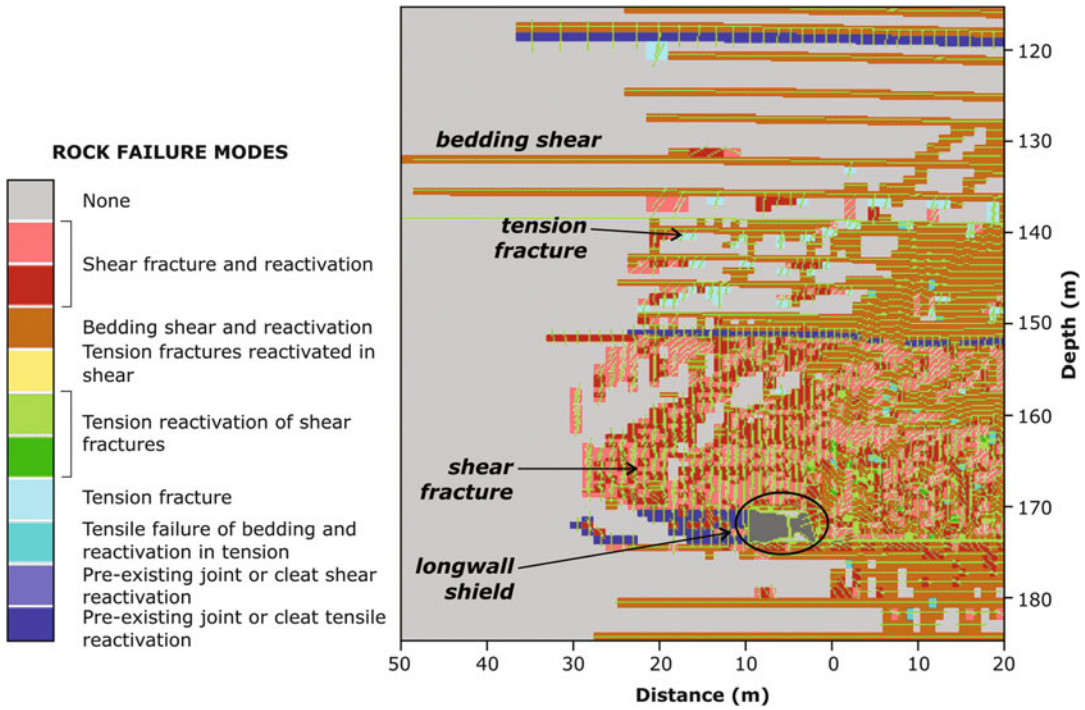 ROCK FAILURE MODES
None
Shear fracture and reactivation
Bedding shear and reactivation
Tension fractures reactivated in
shear
Tension reactivation of shear
fractures
Tension fracture
Tensile failure of bedding and
reactivation in tension
Pre-existing joint or cleat shear
reactivation
Pre-existing joint or cleat tensile
reactivation
bedding shear
tension
fracture
shear
fracture
longwall
shield
120
130
140
150
160
170
180
Depth (m)
50 40 30 20 10 0 10 20
Distance (m)